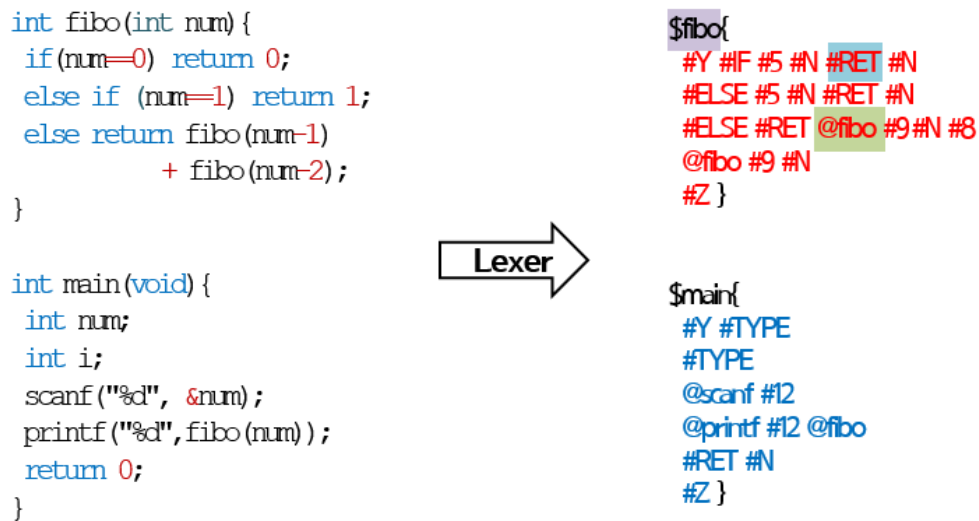 int fibo(int num){
if(num==0) return 0;
else if (num==1) return 1;
else return fibo(num-1)
+ fibo(num-2);
}
int main(void){
int num;
int i;
scanf("%d", &num);
printf("%d",fibo(num));
return 0;
}
Lexer
$fibo{
#Y #IF #5 #N #RET #N
#ELSE #5 #N #RET #N
#ELSE #RET @fibo #9 #N #8
@fibo #9 #N
#Z }
$main{
#Y #TYPE
#TYPE
@scanf #12
@printf #12 @fibo
#RET #N
#Z }